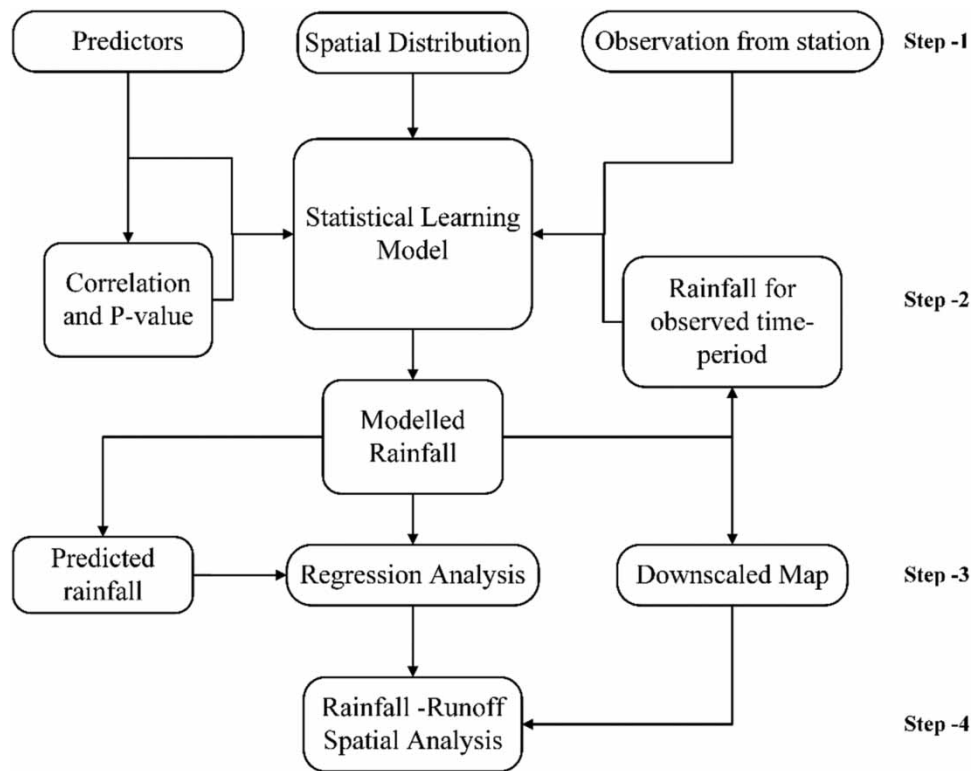 Predictors
Spatial Distribution
Observation from station
Step -1
Statistical Learning
Model
Correlation
and P-value
Rainfall for
observed time-
period
Step -2
Modelled
Rainfall
Predicted
rainfall
Regression Analysis
Downscaled Map
Step -3
Rainfall -Runoff
Spatial Analysis
Step -4